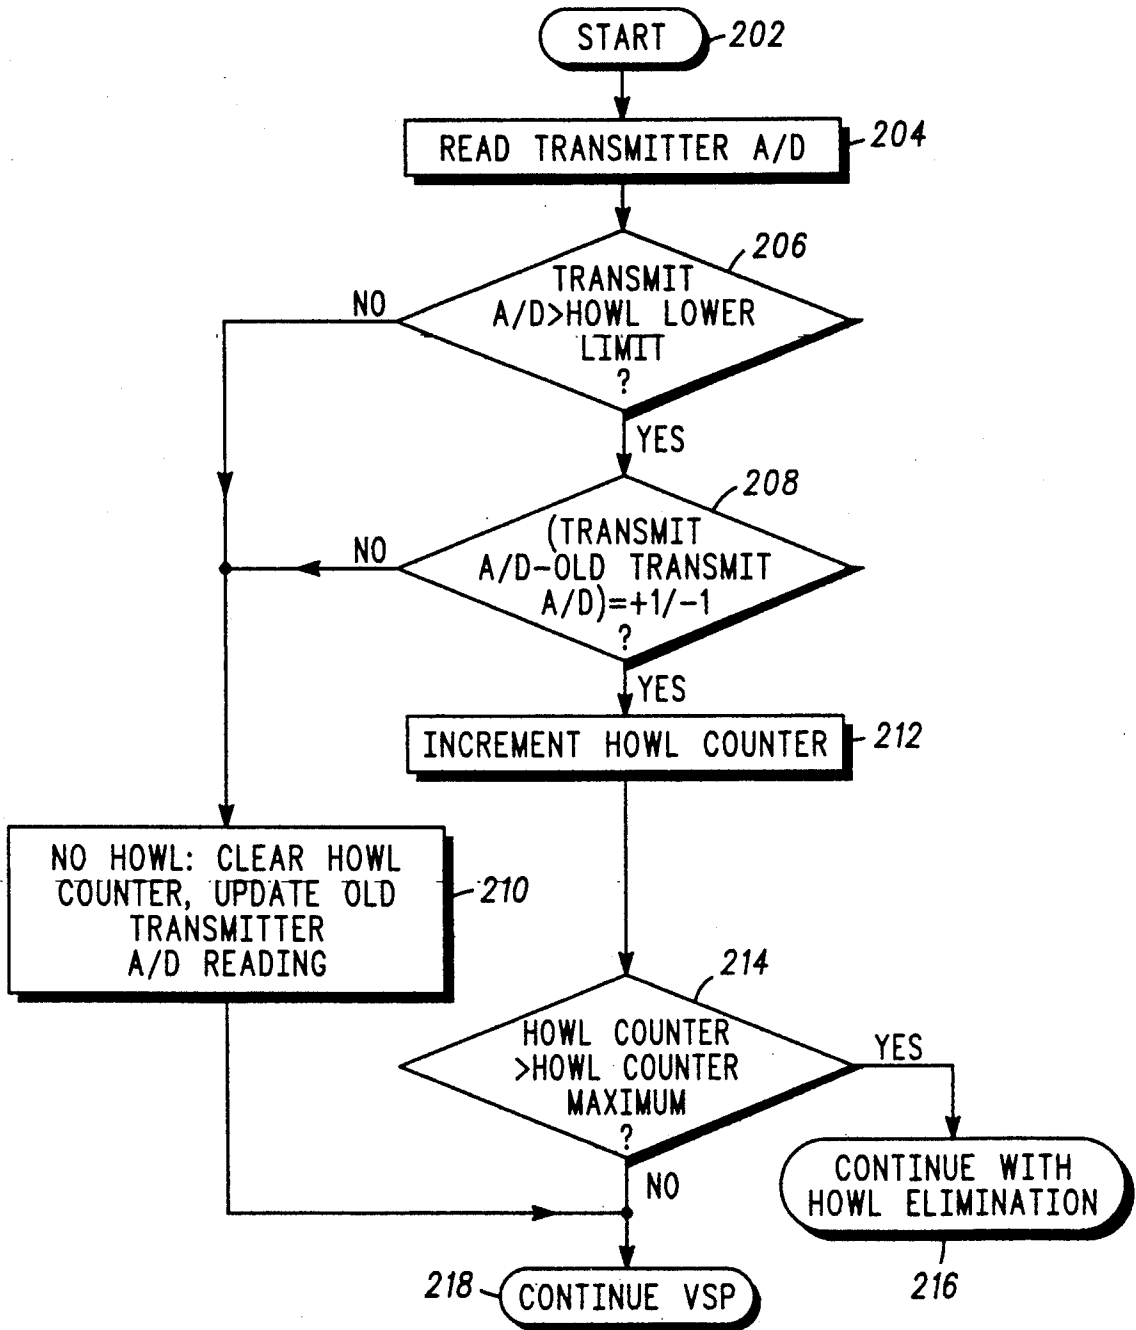 START
202
READ TRANSMITTER A/D
204
206
TRANSMIT
A/D>HOWL LOWER
LIMIT
?
NO
YES
208
(TRANSMIT
A/D-OLD TRANSMIT
A/D)=+1/-1
?
NO
YES
INCREMENT HOWL COUNTER
212
NO HOWL: CLEAR HOWL
COUNTER, UPDATE OLD
TRANSMITTER
A/D READING
210
214
HOWL COUNTER
>HOWL COUNTER
MAXIMUM
?
YES
NO
CONTINUE WITH
HOWL ELIMINATION
216
218
CONTINUE VSP